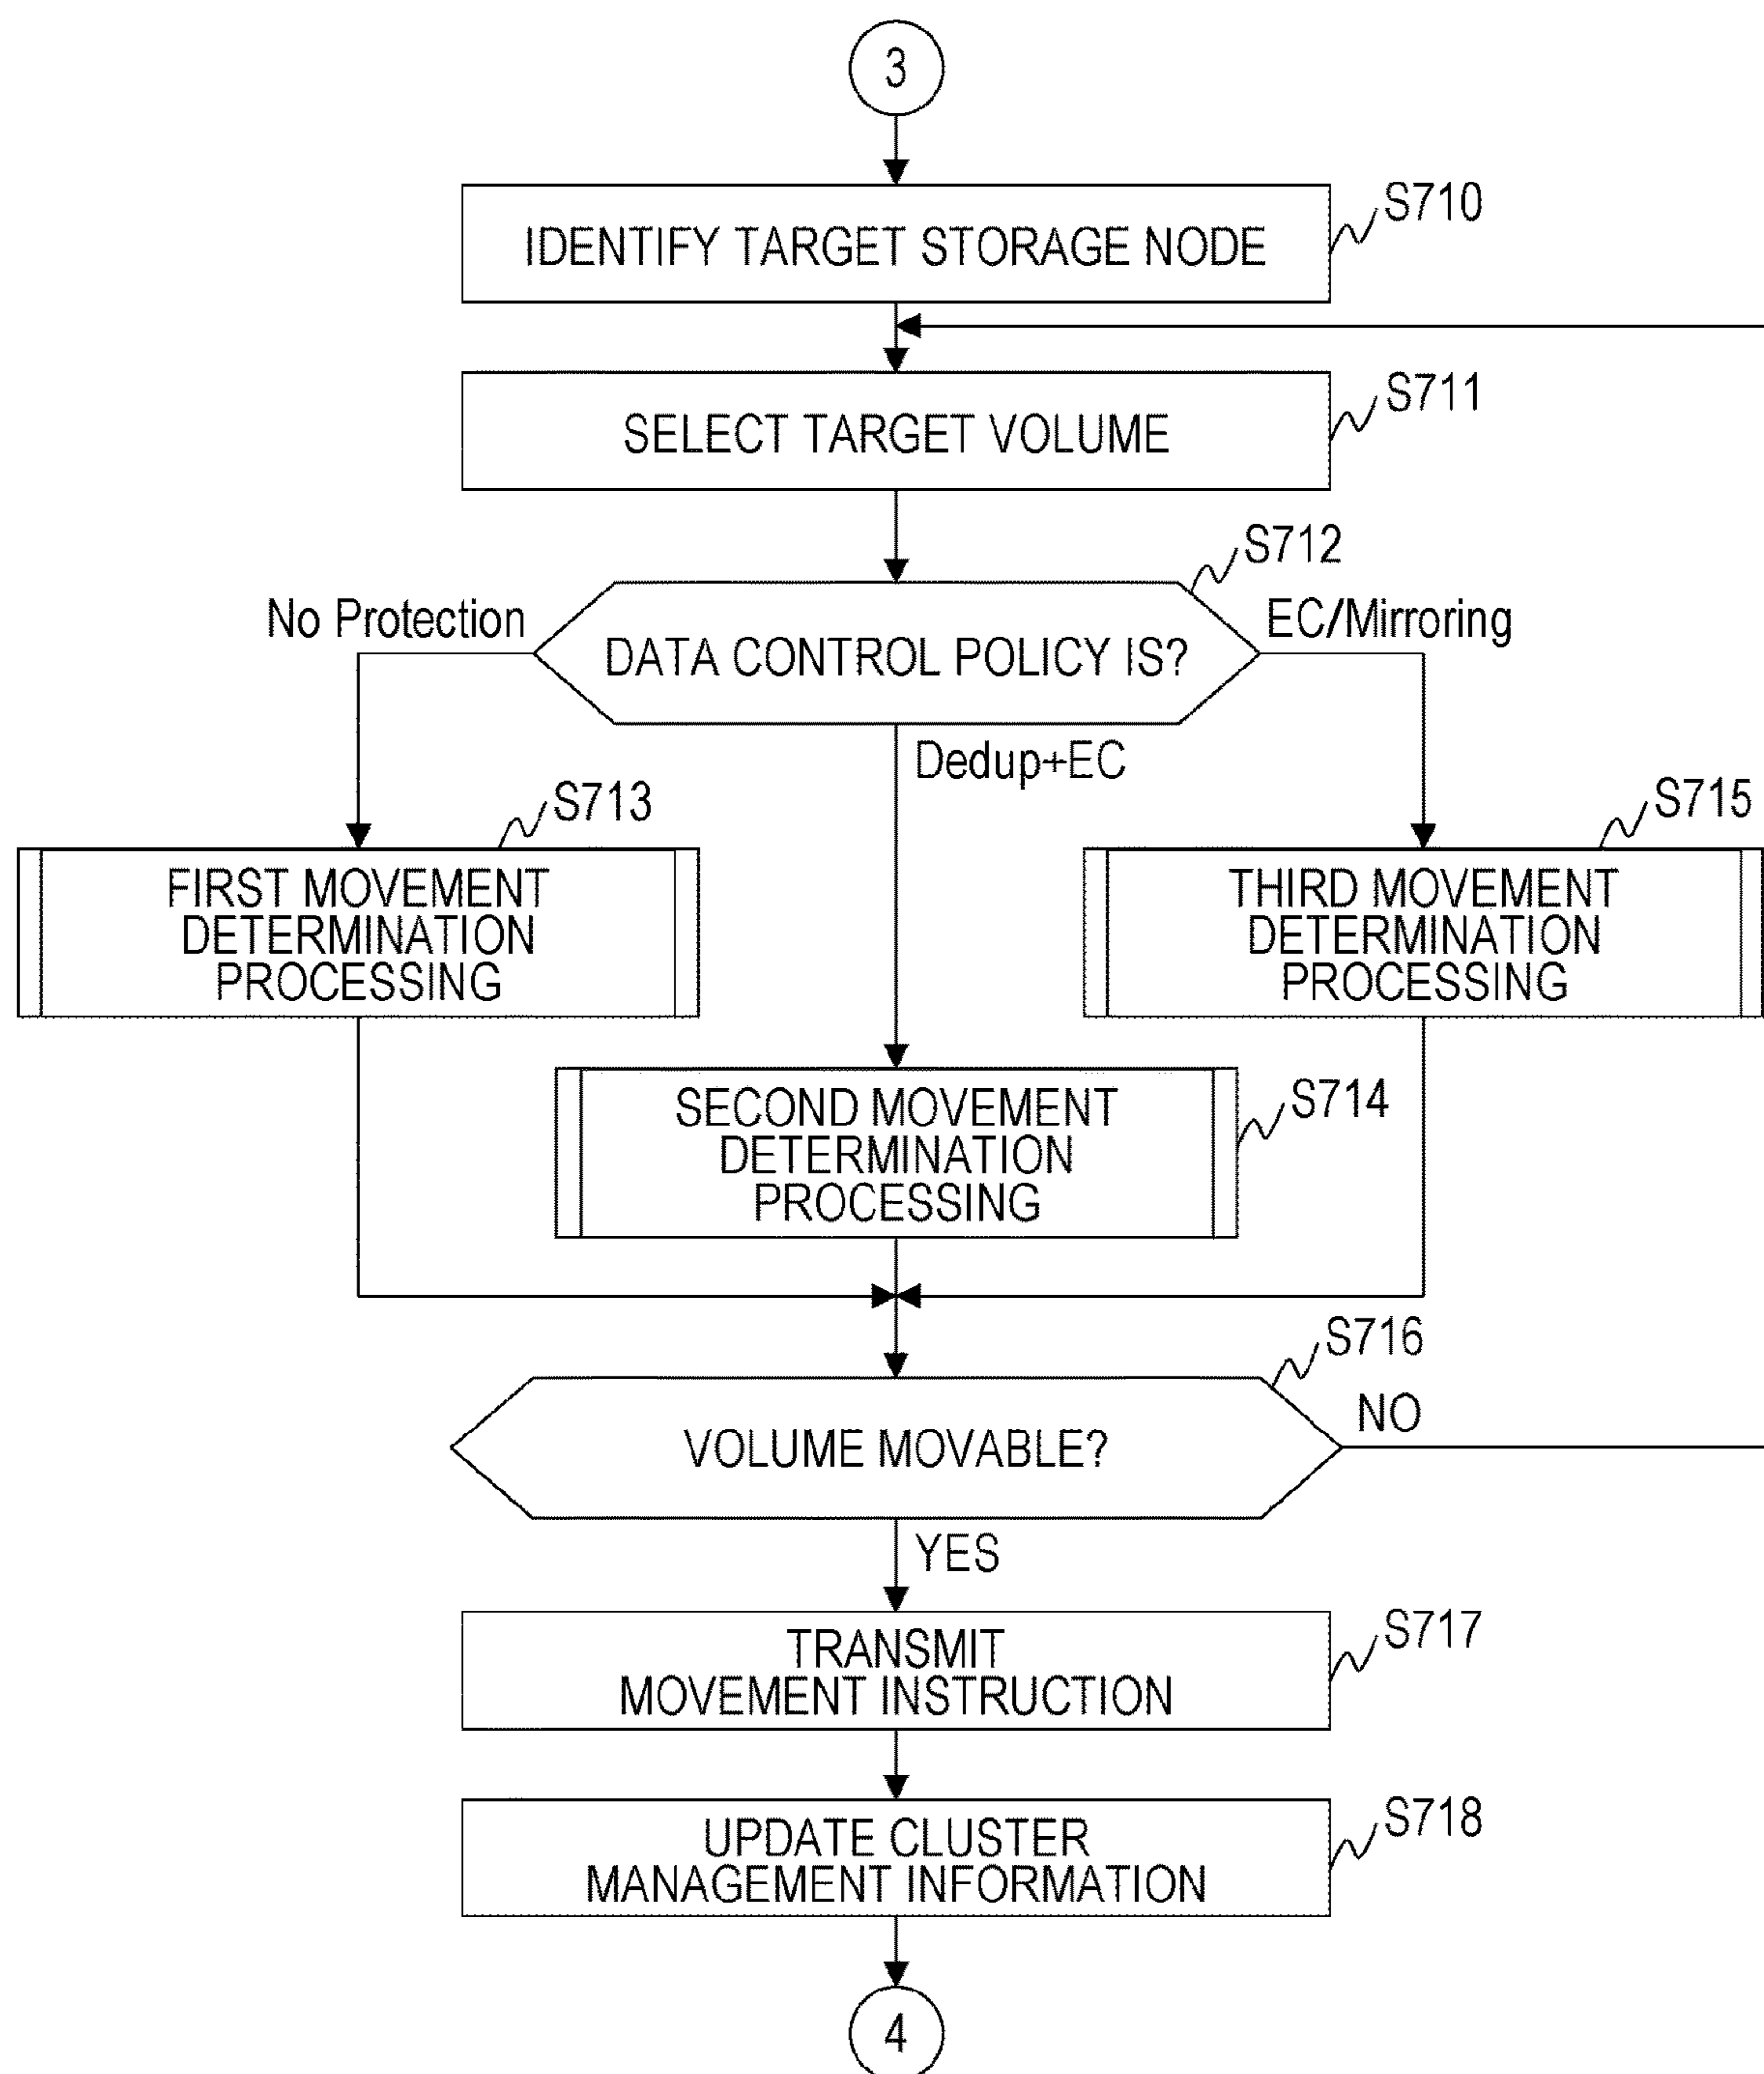 3
S710
IDENTIFY TARGET STORAGE NODE
S711
SELECT TARGET VOLUME
S712
No Protection
EC/Mirroring
DATA CONTROL POLICY IS?
Dedup+EC
S713
S715
FIRST MOVEMENT
DETERMINATION
PROCESSING
THIRD MOVEMENT
DETERMINATION
PROCESSING
S714
SECOND MOVEMENT
DETERMINATION
PROCESSING
S716
NO
VOLUME MOVABLE?
YES
S717
TRANSMIT
MOVEMENT INSTRUCTION
S718
UPDATE CLUSTER
MANAGEMENT INFORMATION
4